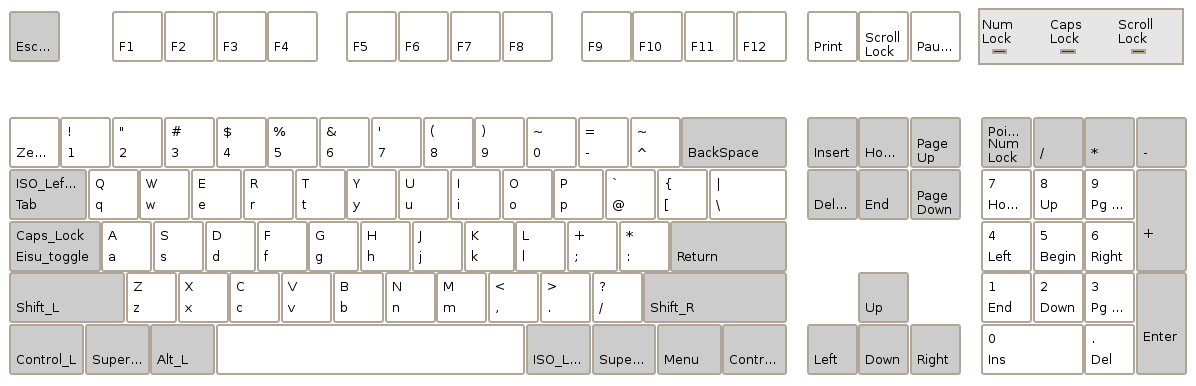 Esc...
F1 F2 F3 F4 F5 F6 F7 F8 F9 F10 F11 F12
Print
Scroll
Lock
Pau...
Num
Lock
Caps
Lock
Scroll
Lock
Ze...
!
1
"
2
#
3
$
4
%
5
&
6
'
7
(
8
)
9
~
0
=
-
~
^
BackSpace
Insert
Ho...
Page
Up
Poi...
Num
Lock
/
*
-
ISO_Lef...
Tab
Q
q
W
w
E
e
R
r
T
t
Y
y
U
u
I
i
O
o
P
p
`
@
{
[
|
\
Del...
End
Page
Down
7
Ho...
8
Up
9
Pg ...
+
Caps_Lock
Eisu_toggle
A
a
S
s
D
d
F
f
G
g
H
h
J
j
K
k
L
l
+
;
*
:
Return
4
Left
5
Begin
6
Right
Shift_L
Z
z
X
x
C
c
V
v
B
b
N
n
M
m
<
,
>
.
?
/
Shift_R
Up
1
End
2
Down
3
Pg ...
Enter
Control_L
Super...
Alt_L
ISO_L...
Supe...
Menu
Contr...
Left
Down
Right
0
Ins
.
Del